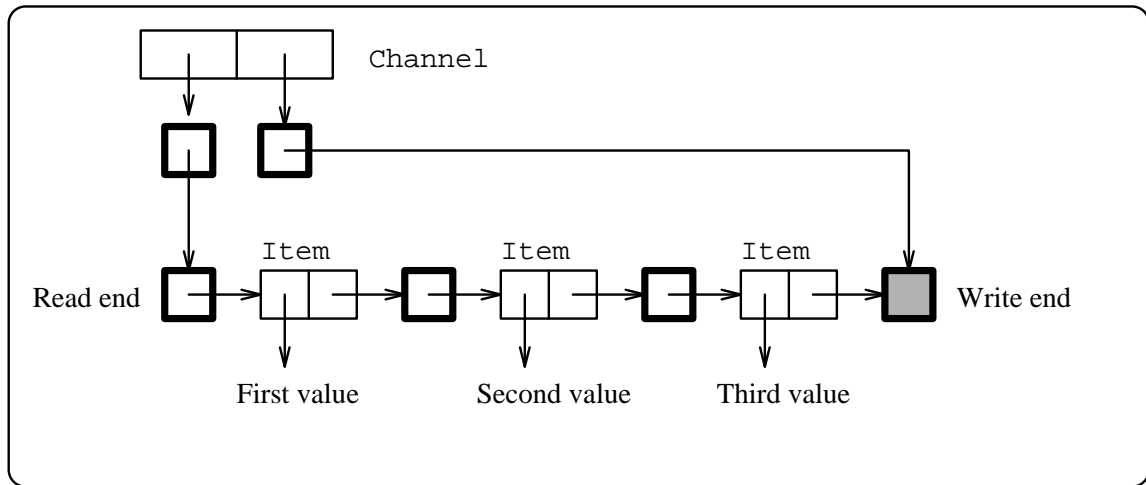 Channel
Item Item Item
Read end
Write end
First value Second value Third value